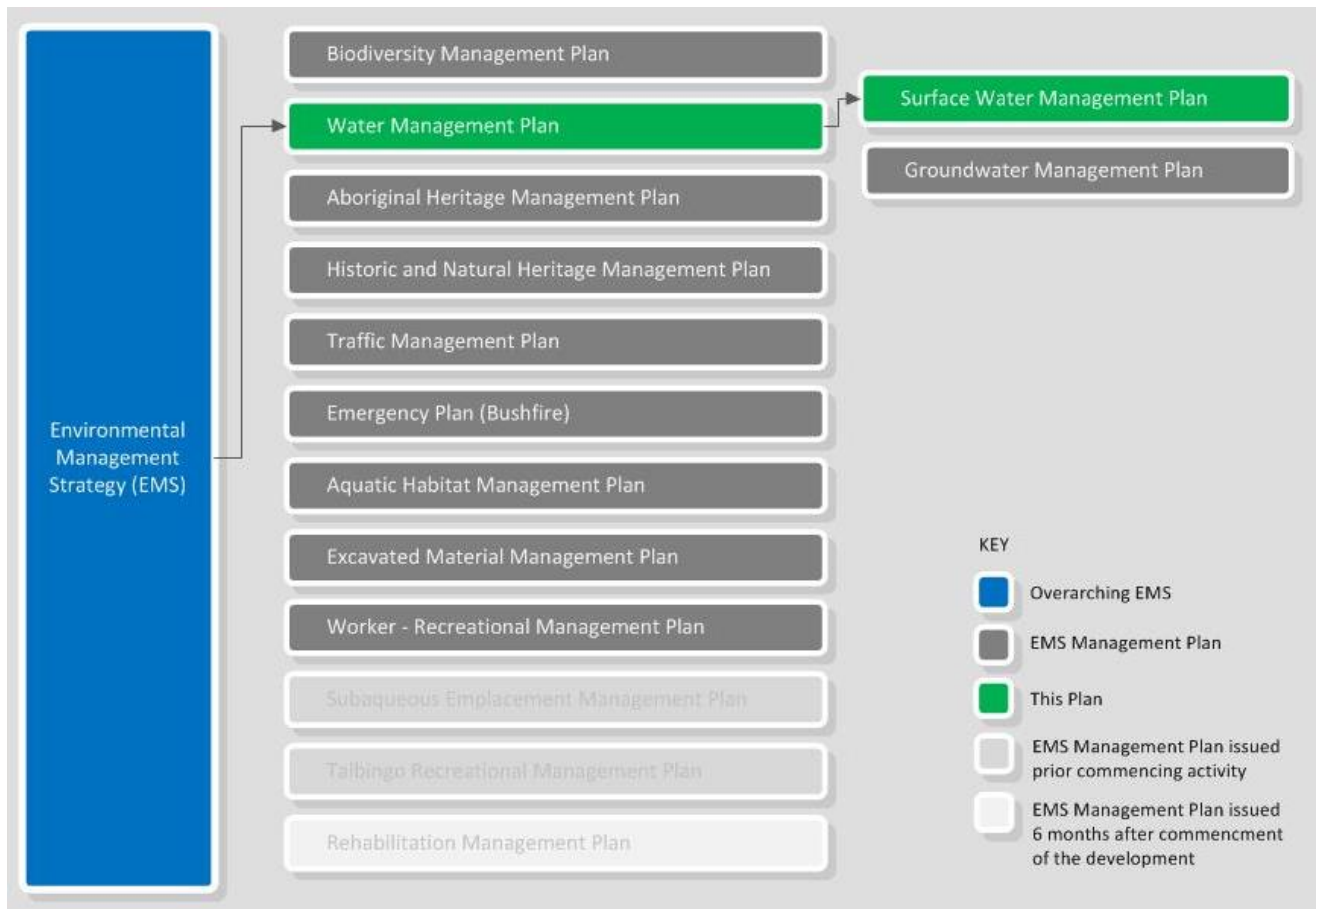 Environmental
Management
Strategy (EMS)
Biodiversity Management Plan
Water Management Plan
Aboriginal Heritage Management Plan
Historic and Natural Heritage Management Plan
Traffic Management Plan
Emergency Plan (Bushfire)
Aquatic Habitat Management Plan
Excavated Material Management Plan
Worker - Recreational Management Plan
Subaqueous Emplacement Management Plan
Talbingo Recreational Management Plan
Rehabilitation Management Plan
Surface Water Management Plan
Groundwater Management Plan
KEY
Overarching EMS
EMS Management Plan
This Plan
EMS Management Plan issued
prior commencing activity
EMS Management Plan issued
6 months after commencment
of the development